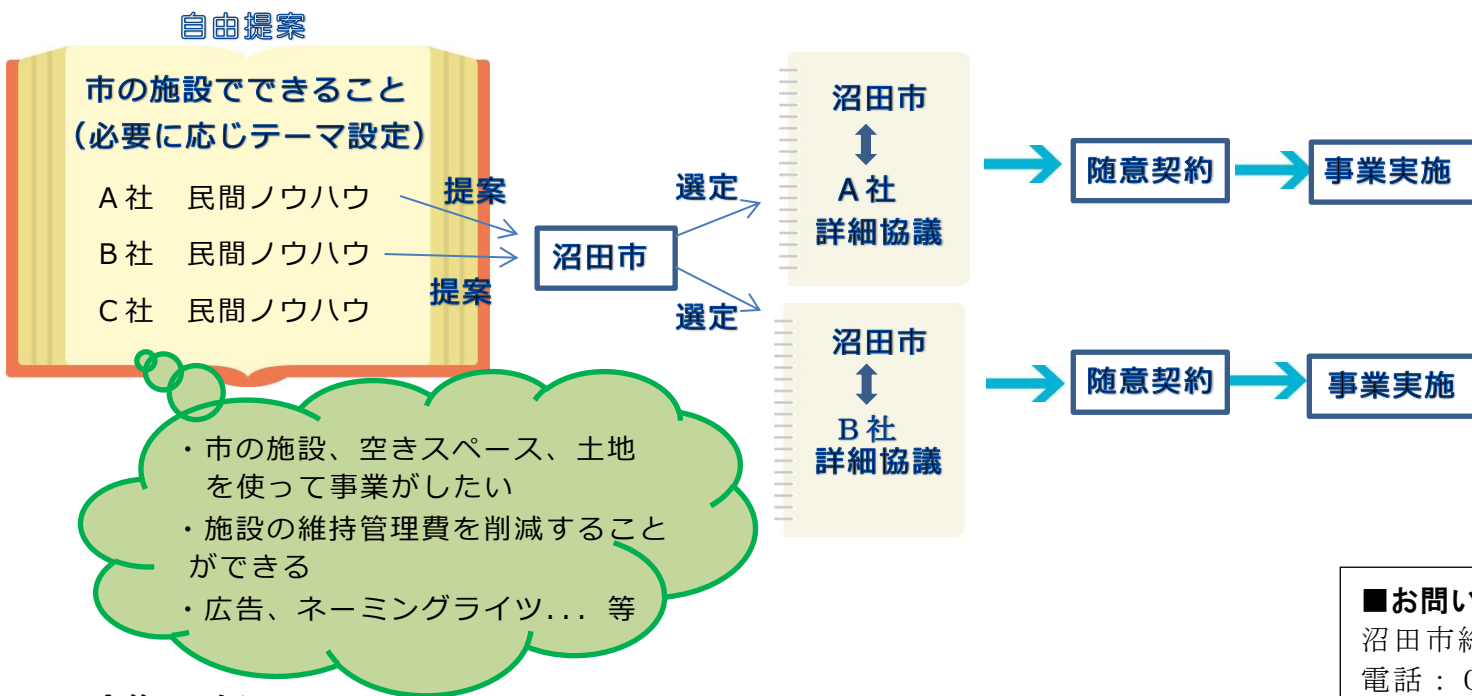 自由提案
市の施設でできること
（必要に応じテーマ設定）
A社　民間ノウハウ
B社　民間ノウハウ
C社　民間ノウハウ
提案
提案
沼田市
選定
選定
沼田市
A社
詳細協議
随意契約
事業実施
沼田市
B社
詳細協議
随意契約
事業実施
・市の施設、空きスペース、土地
を使って事業がしたい
・施設の維持管理費を削減すること
ができる
・広告、ネーミングライツ... 等
■お問い
沼田市
電話：